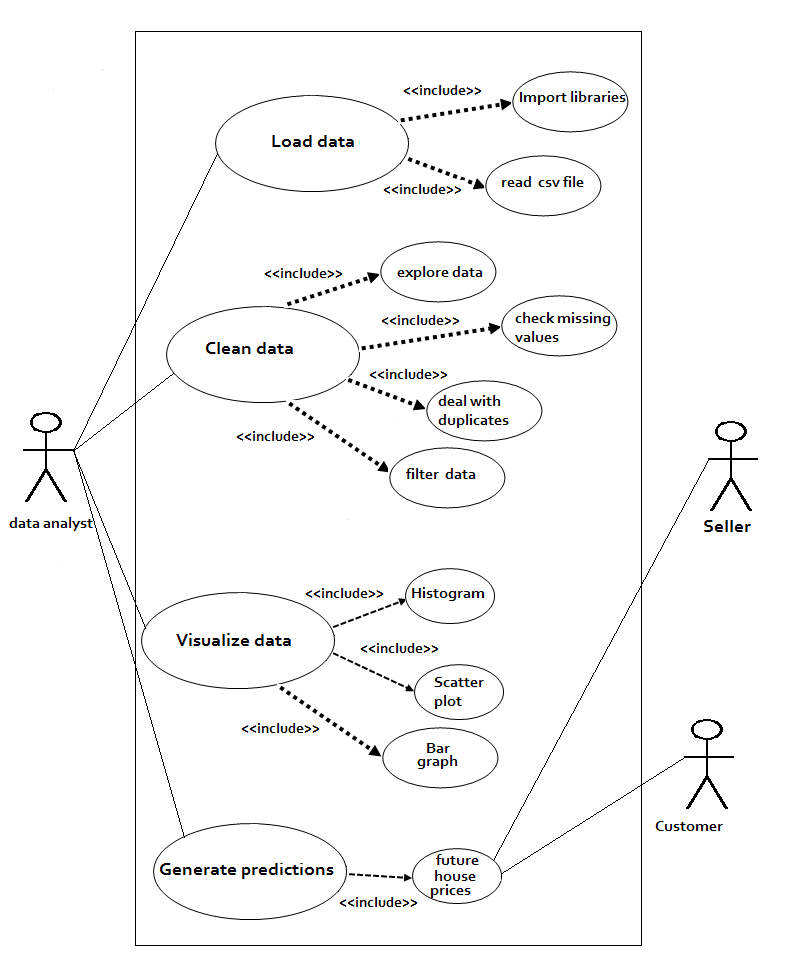 <<include>>
Import libraries
Load data
read csv file
<<include>>
<<include>>
explore data
<<include>>
check missing
values
Clean data
<<include>>
deal with
duplicates
<<include>>
filter data
data analyst
Seller
<<include>>
Histogram
Visualize data
<<include>>
Scatter
plot
<<include>>
Bar
graph
Customer
Generate predictions
future
house
prices
<<include>>